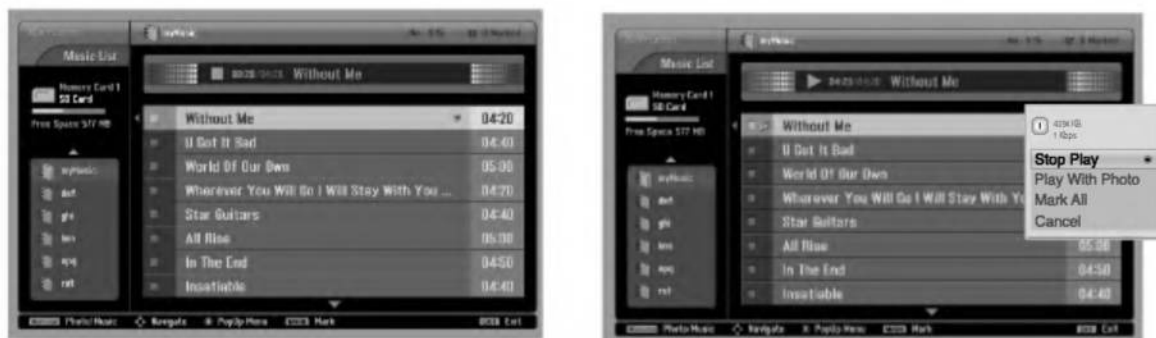 Music List
Memory Card 1
SD Card
Free Space 577 MB
Without Me
Without Me 04:20
U Got It Bad 04:40
World Of Our Own 05:00
Wherever You Will Go I Will Stay With You ... 04:20
Star Guitars 04:40
All Rise 05:00
In The End 04:50
Insatiable 04:40
Photo/Music Navigate PopUp Menu Mark Exit
Music List
Memory Card 1
SD Card
Free Space 577 MB
Without Me
Without Me
U Got It Bad
World Of Our Own
Wherever You Will Go I Will Stay With
Star Guitars
All Rise 05:00
In The End 04:50
Insatiable 04:40
Stop Play
Play With Photo
Mark All
Cancel
Photo/Music Navigate PopUp Menu Mark Exit